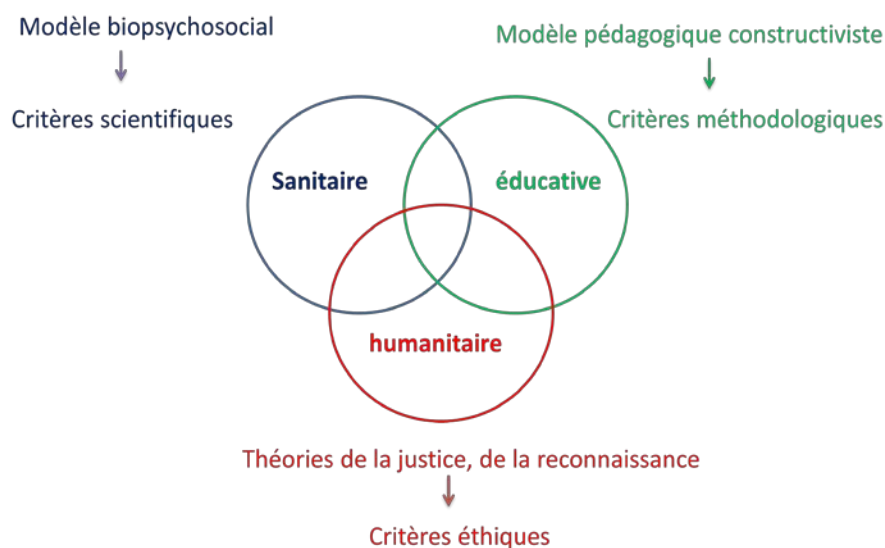 Modèle biopsychosocial
Modèle pédagogique constructiviste
Critères scientifiques
Critères méthodologiques
Sanitaire
éducative
humanitaire
Théories de la justice, de la reconnaissance
Critères éthiques